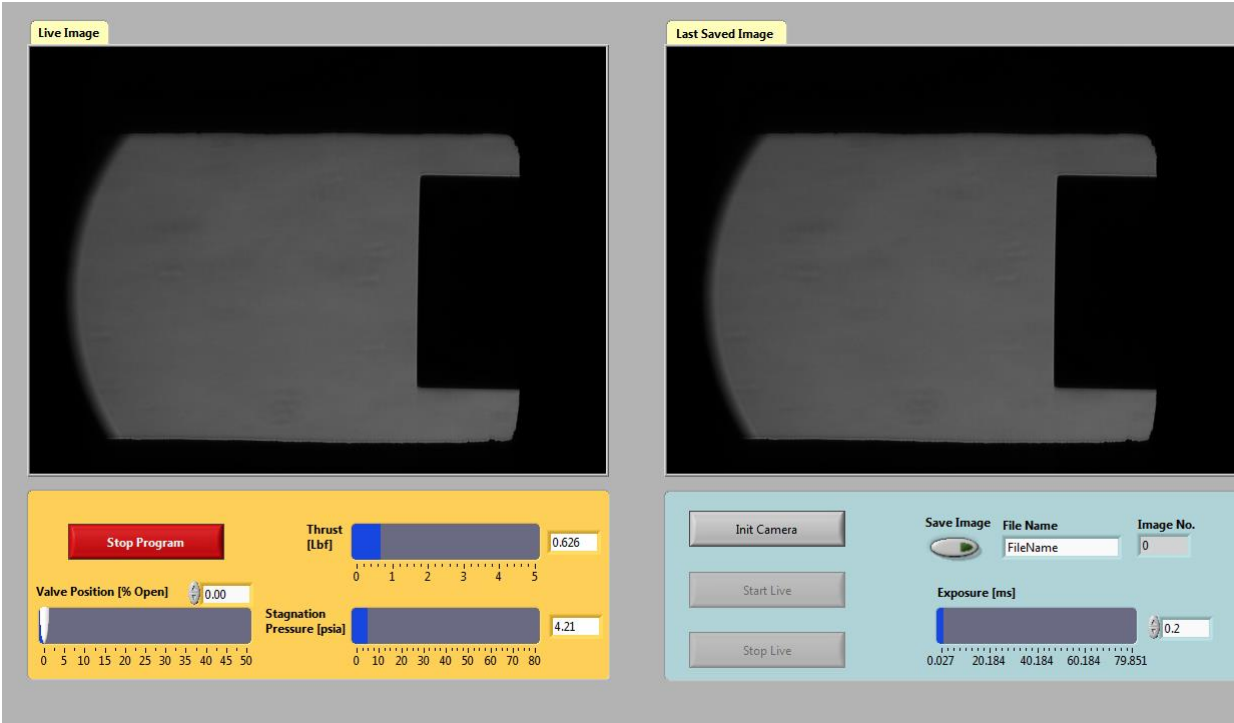 Live Image
Last Saved Image
Stop Program
Thrust
[Lbf]
0.626
0 1 2 3 4 5
Valve Position [% Open]
0.00
0 5 10 15 20 25 30 35 40 45 50
Stagnation
Pressure [psia]
4.21
0 10 20 30 40 50 60 70 80
Init Camera
Start Live
Stop Live
Save Image
File Name
FileName
Image No.
0
Exposure [ms]
0.2
0.027 20.184 40.184 60.184 79.851